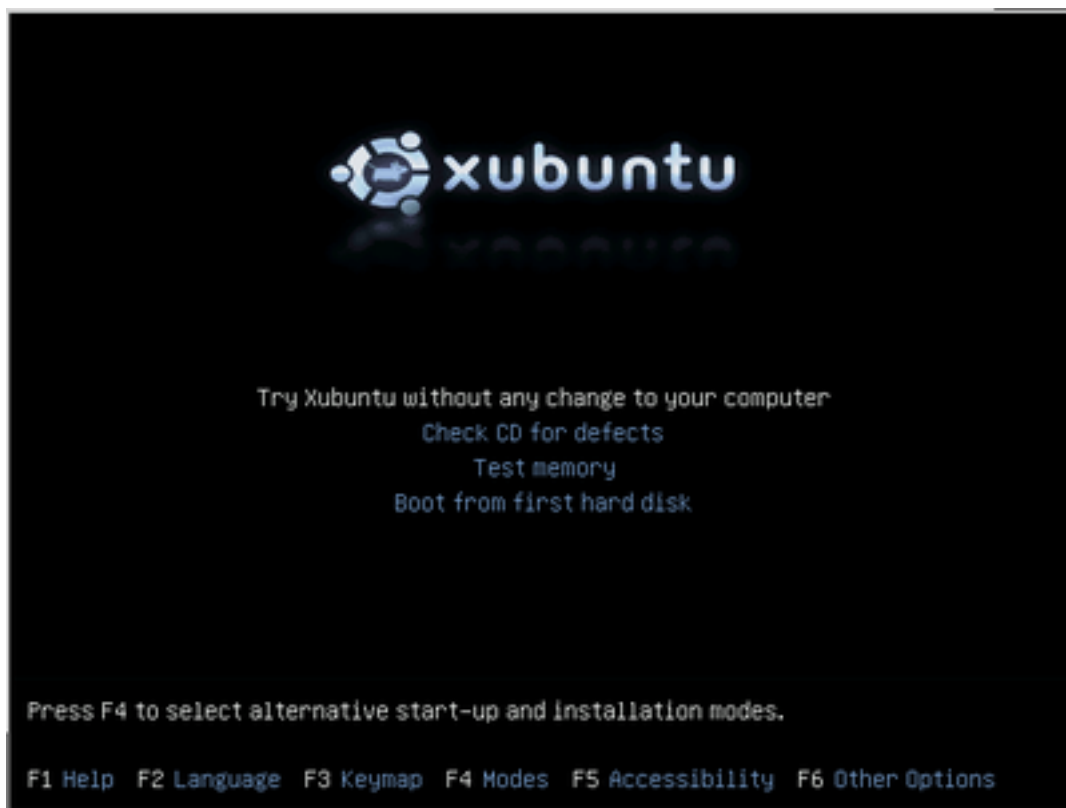 xubuntu
Try Xubuntu without any change to your computer
Check CD for defects
Test memory
Boot from first hard disk
Press F4 to select alternative start-up and installation modes.
F1 Help F2 Language F3 Keymap F4 Modes F5 Accessibility F6 Other Options